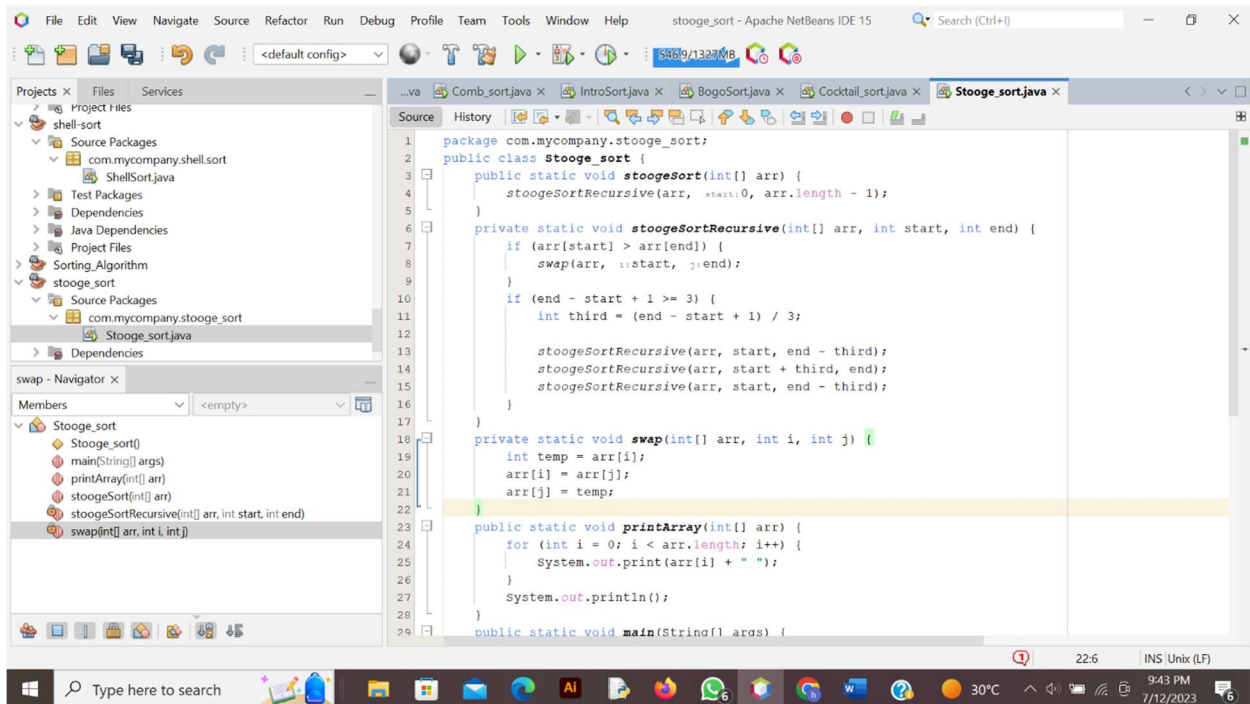 File Edit View Navigate Source Refactor Run Debug Profile Team Tools Window Help stooge_sort - Apache NetBeans IDE 15 Search (Ctrl+I)
<default config> 546.9/1327MB
Projects Files Services
Project Files
shell-sort
Source Packages
com.mycompany.shell.sort
ShellSort.java
Test Packages
Dependencies
Java Dependencies
Project Files
Sorting_Algorithm
stooge_sort
Source Packages
com.mycompany.stooge_sort
Stooge_sort.java
Dependencies
swap - Navigator
Members <empty>
Stooge_sort
Stooge_sort()
main(String[] args)
printArray(int[] arr)
stoogeSort(int[] arr)
stoogeSortRecursive(int[] arr, int start, int end)
swap(int[] arr, int i, int j)
...va Comb_sort.java IntroSort.java BogoSort.java Cocktail_sort.java Stooge_sort.java
Source History
1 package com.mycompany.stooge_sort;
2 public class Stooge_sort {
3 public static void stoogeSort(int[] arr) {
4 stoogeSortRecursive(arr, start:0, arr.length - 1);
5 }
6 private static void stoogeSortRecursive(int[] arr, int start, int end) {
7 if (arr[start] > arr[end]) {
8 swap(arr, i:start, j:end);
9 }
10 if (end - start + 1 >= 3) {
11 int third = (end - start + 1) / 3;
12
13 stoogeSortRecursive(arr, start, end - third);
14 stoogeSortRecursive(arr, start + third, end);
15 stoogeSortRecursive(arr, start, end - third);
16 }
17 }
18 private static void swap(int[] arr, int i, int j) {
19 int temp = arr[i];
20 arr[i] = arr[j];
21 arr[j] = temp;
22 }
23 public static void printArray(int[] arr) {
24 for (int i = 0; i < arr.length; i++) {
25 System.out.print(arr[i] + " ");
26 }
27 System.out.println();
28 }
29 public static void main(String[] args) {
1 22:6 INS Unix (LF)
Type here to search Ai 6 30°C 9:43 PM
7/12/2023 6